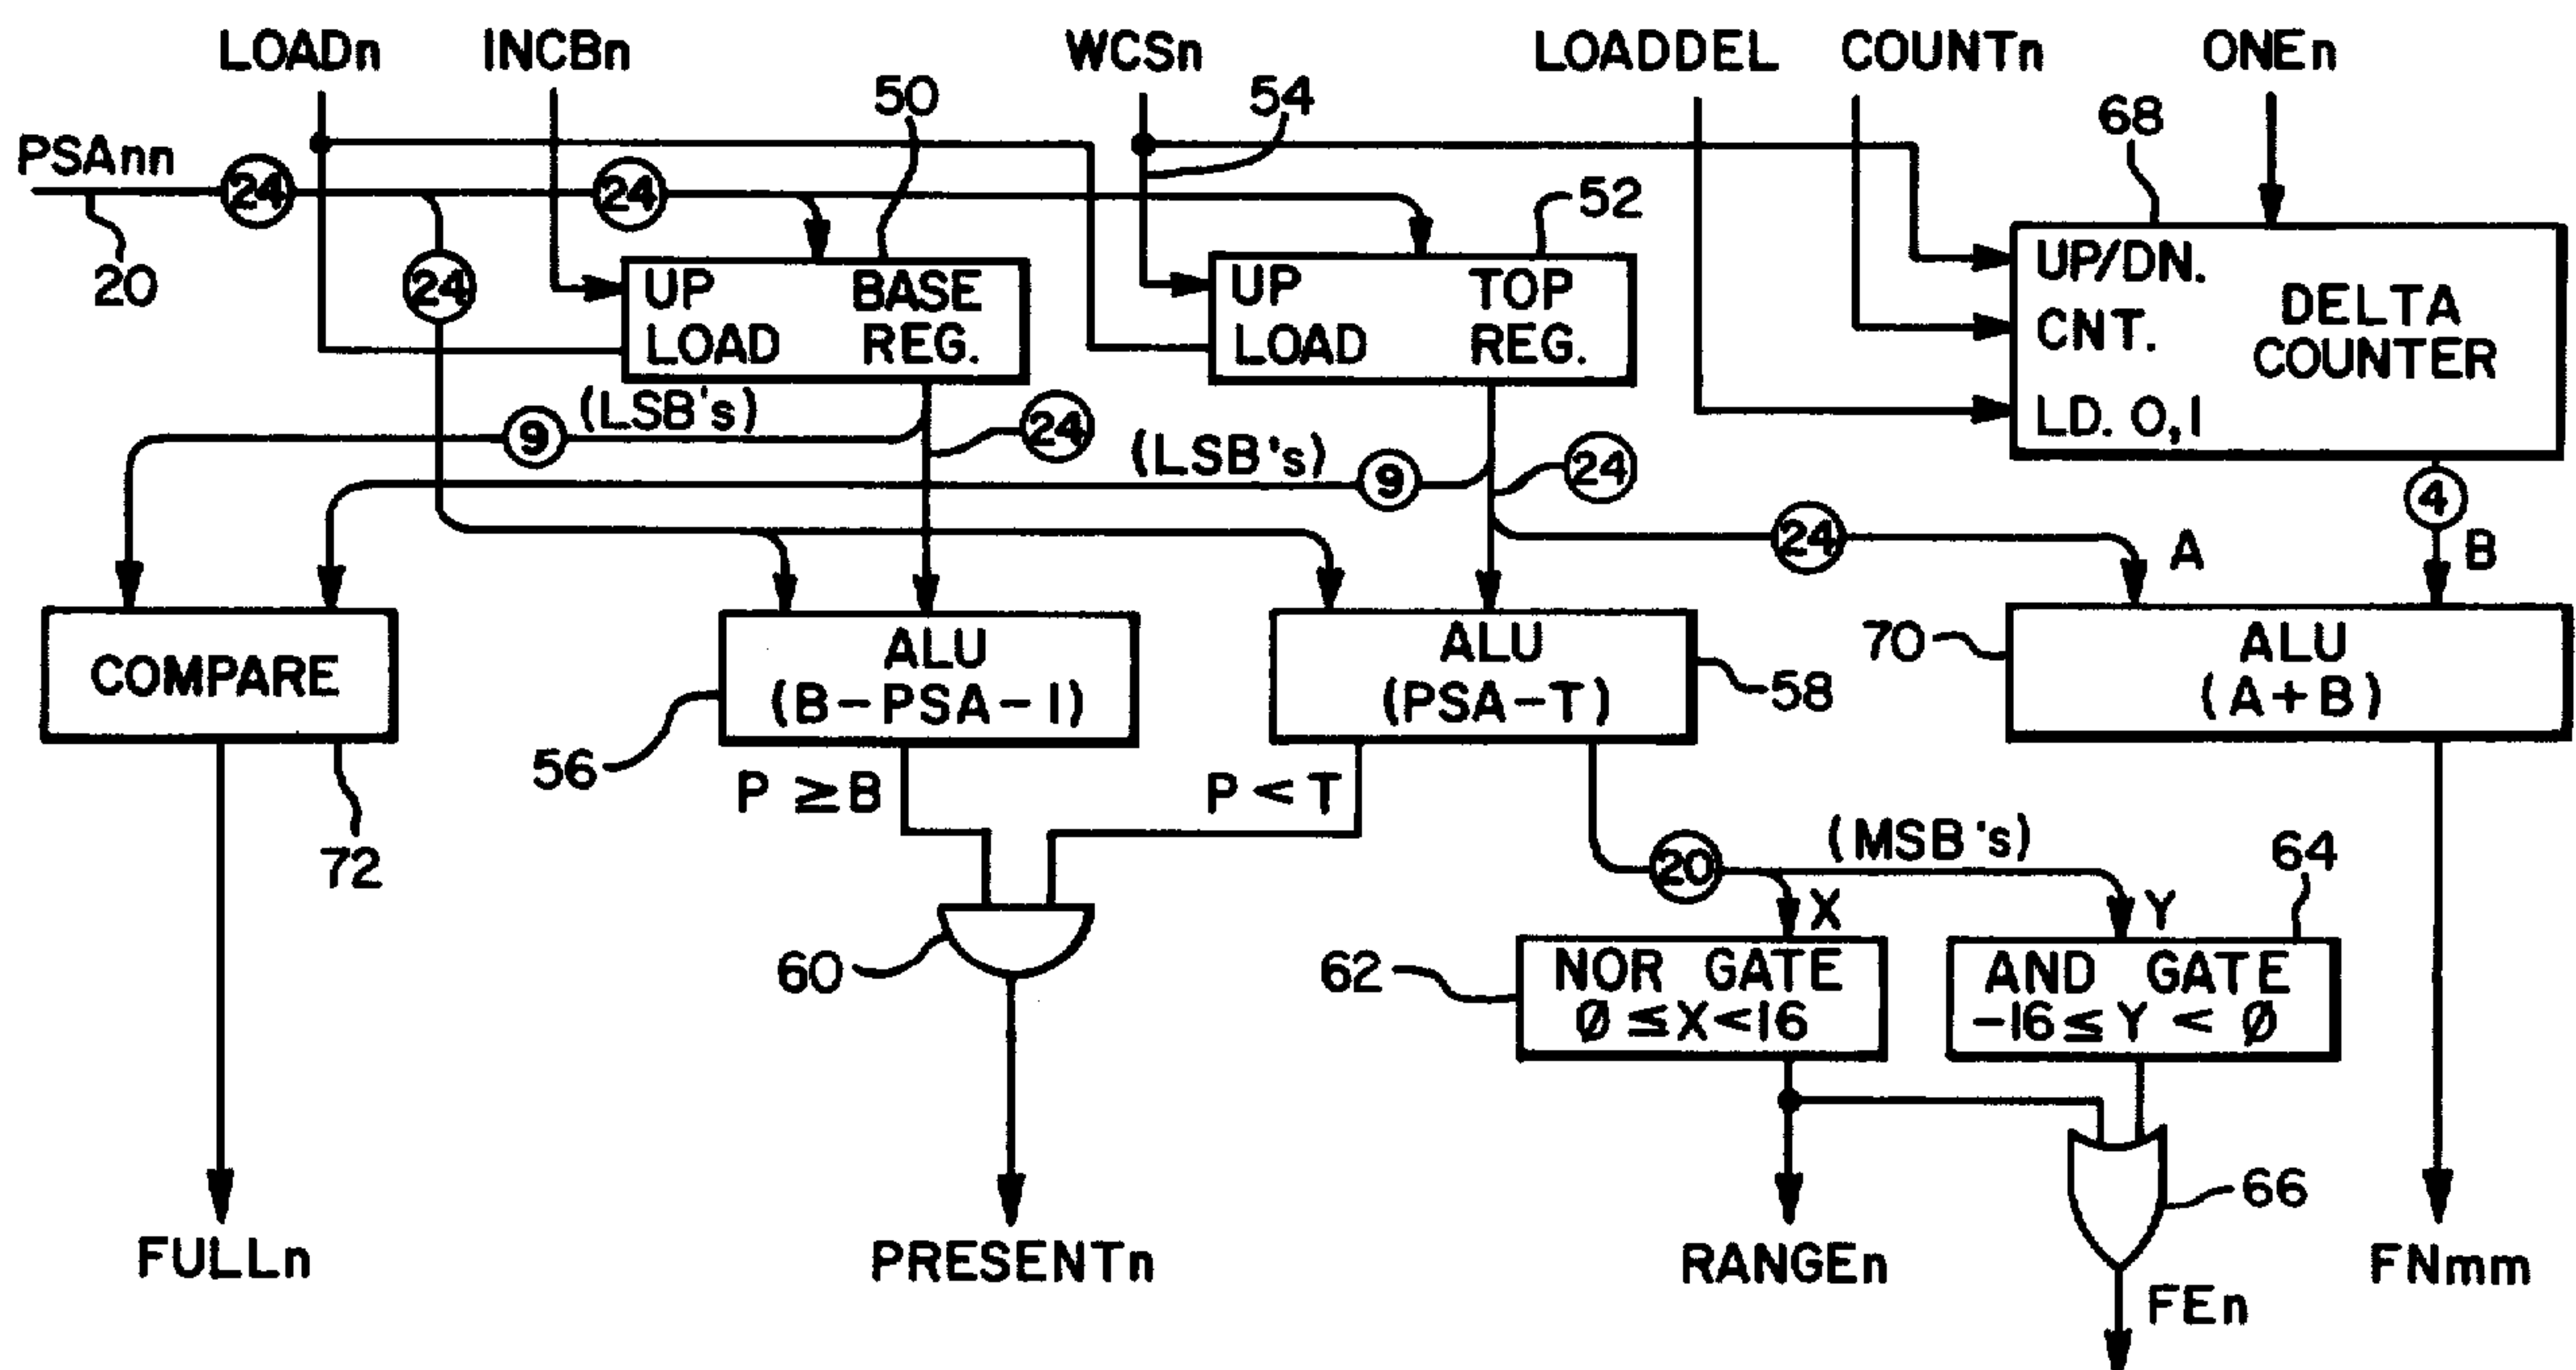 LOADn INCBn WCSn LOADDEL COUNTn ONEn
50 54 68
PSAnn 24 24 52
20 24
UP BASE
LOAD REG.
UP TOP
LOAD REG.
UP/DN.
CNT. DELTA
COUNTER
LD. 0,1
(LSB's) 9 24
(LSB's) 9 24
24 A 4 B
COMPARE
72
ALU
(B-PSA-1)
56
ALU
(PSA-T)
58
70
ALU
(A+B)
P ≥B P < T
20 (MSB's) 64
X Y
60
62
NOR GATE
Ø ≤X<16
AND GATE
-16≤ Y < Ø
66
FULLn PRESENTn RANGEn FEn FNmm